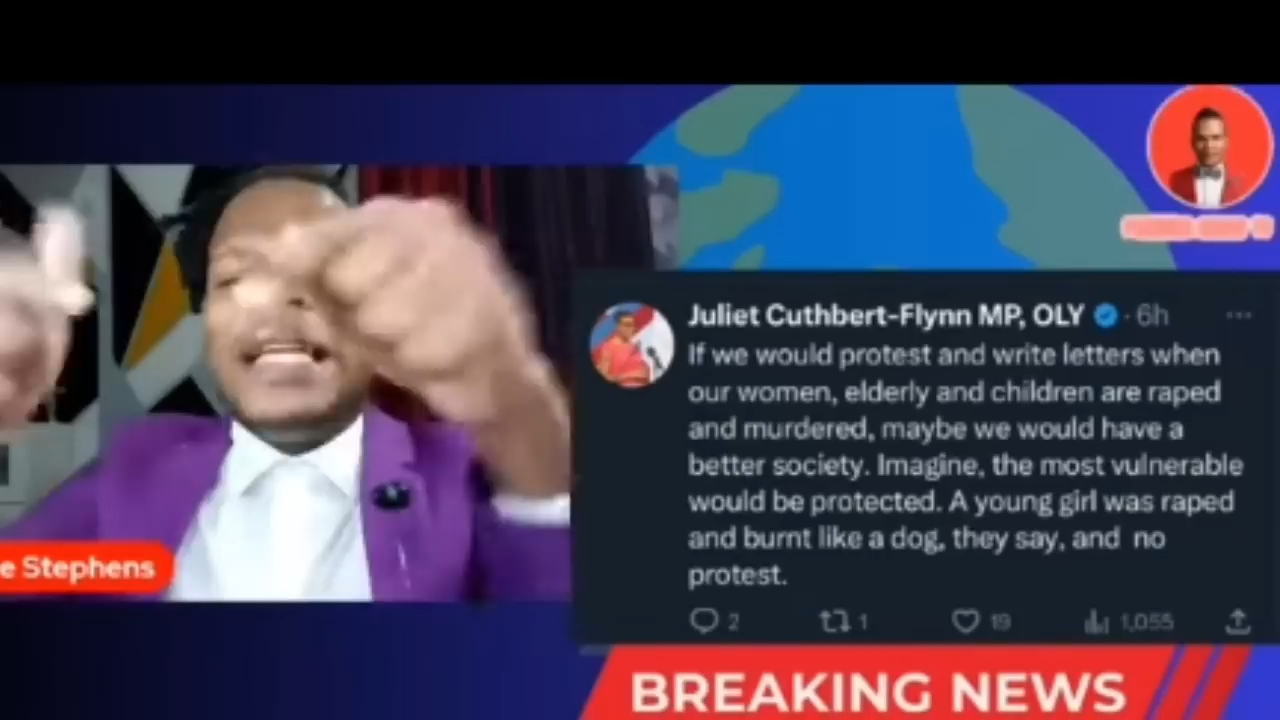 Juliet Cuthbert-Flynn MP, OLY · 6h ···
If we would protest and write letters when
our women, elderly and children are raped
and murdered, maybe we would have a
better society. Imagine, the most vulnerable
would be protected. A young girl was raped
and burnt like a dog, they say, and no
protest.
2 1 19 1,055
e Stephens
BREAKING NEWS